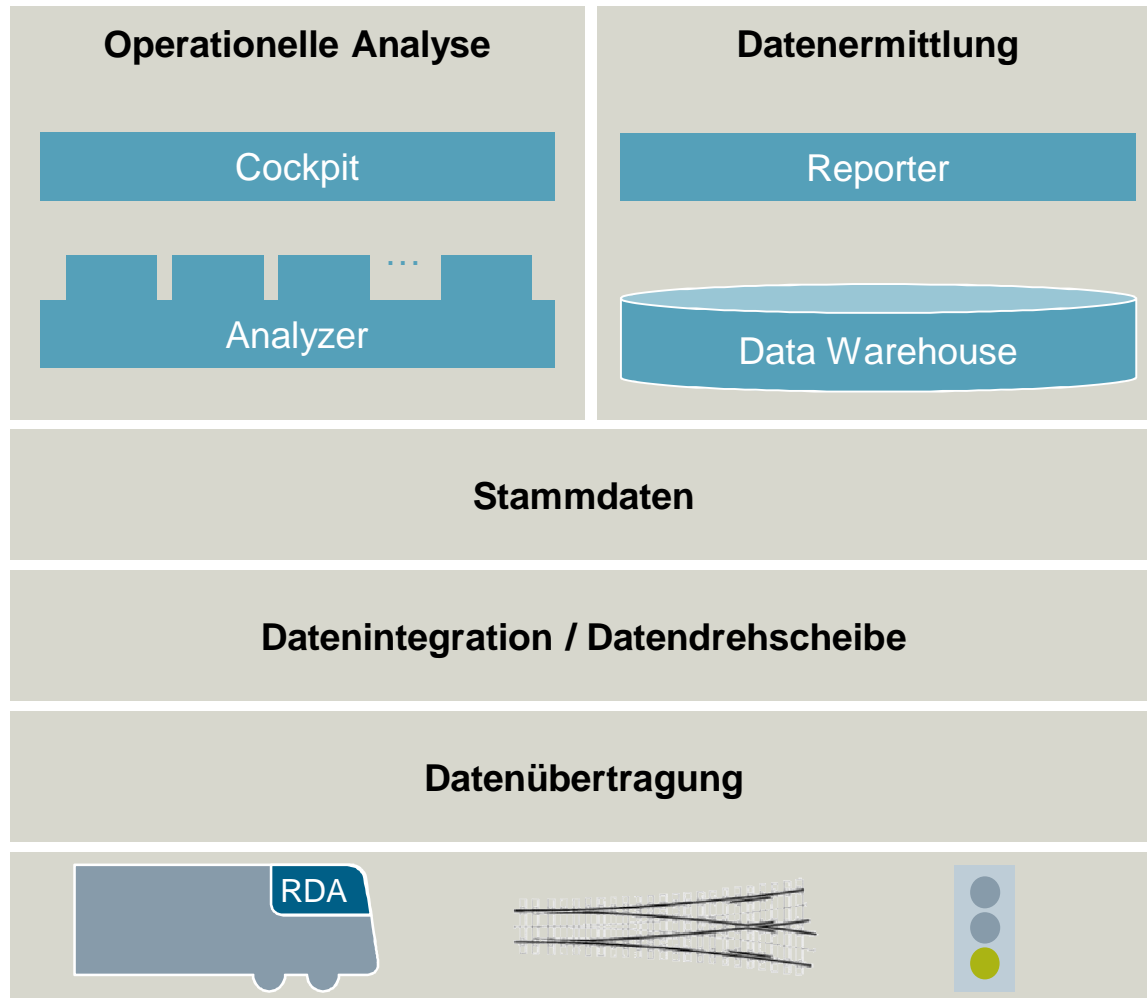 Operationelle Analyse
Cockpit
...
Analyzer
Datenermittlung
Reporter
Data Warehouse
Stammdaten
Datenintegration / Datendrehscheibe
Datenübertragung
RDA